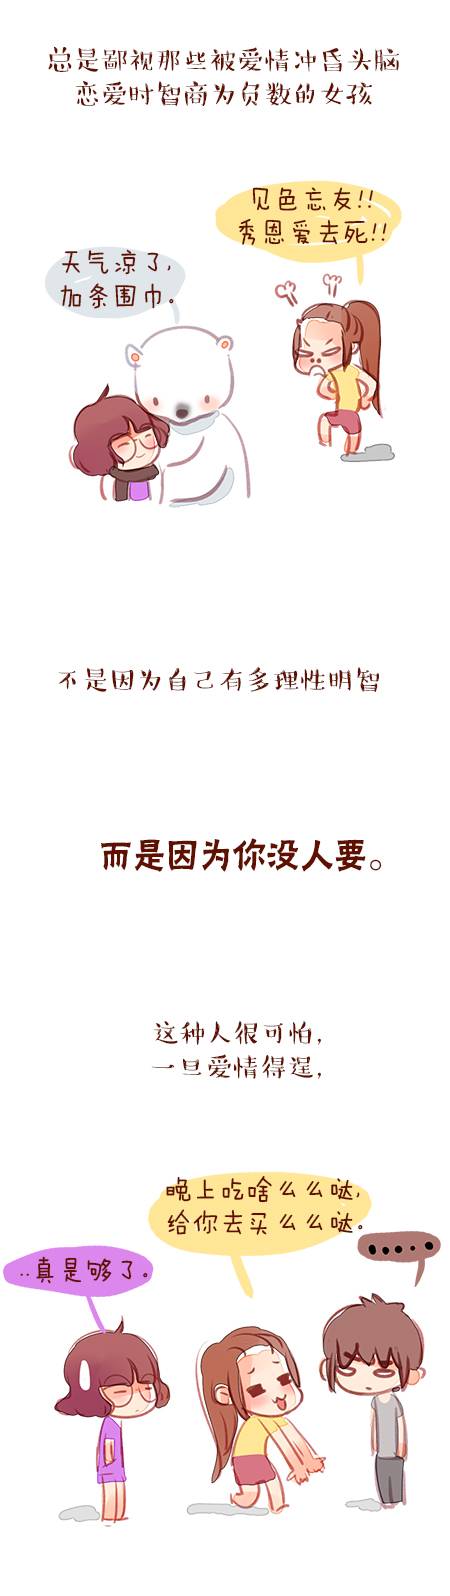 总是鄙视那些被爱情冲昏头脑
恋爱时智商为负数的女孩
见色忘友!!
秀恩爱去死!!
天气凉了,
加条围巾。
不是因为自己有多理性明智
而是因为你没人要。
这种人很可怕,
一旦爱情得逞,
晚上吃啥么么哒,
给你去买么么哒。
..真是够了。
••••••